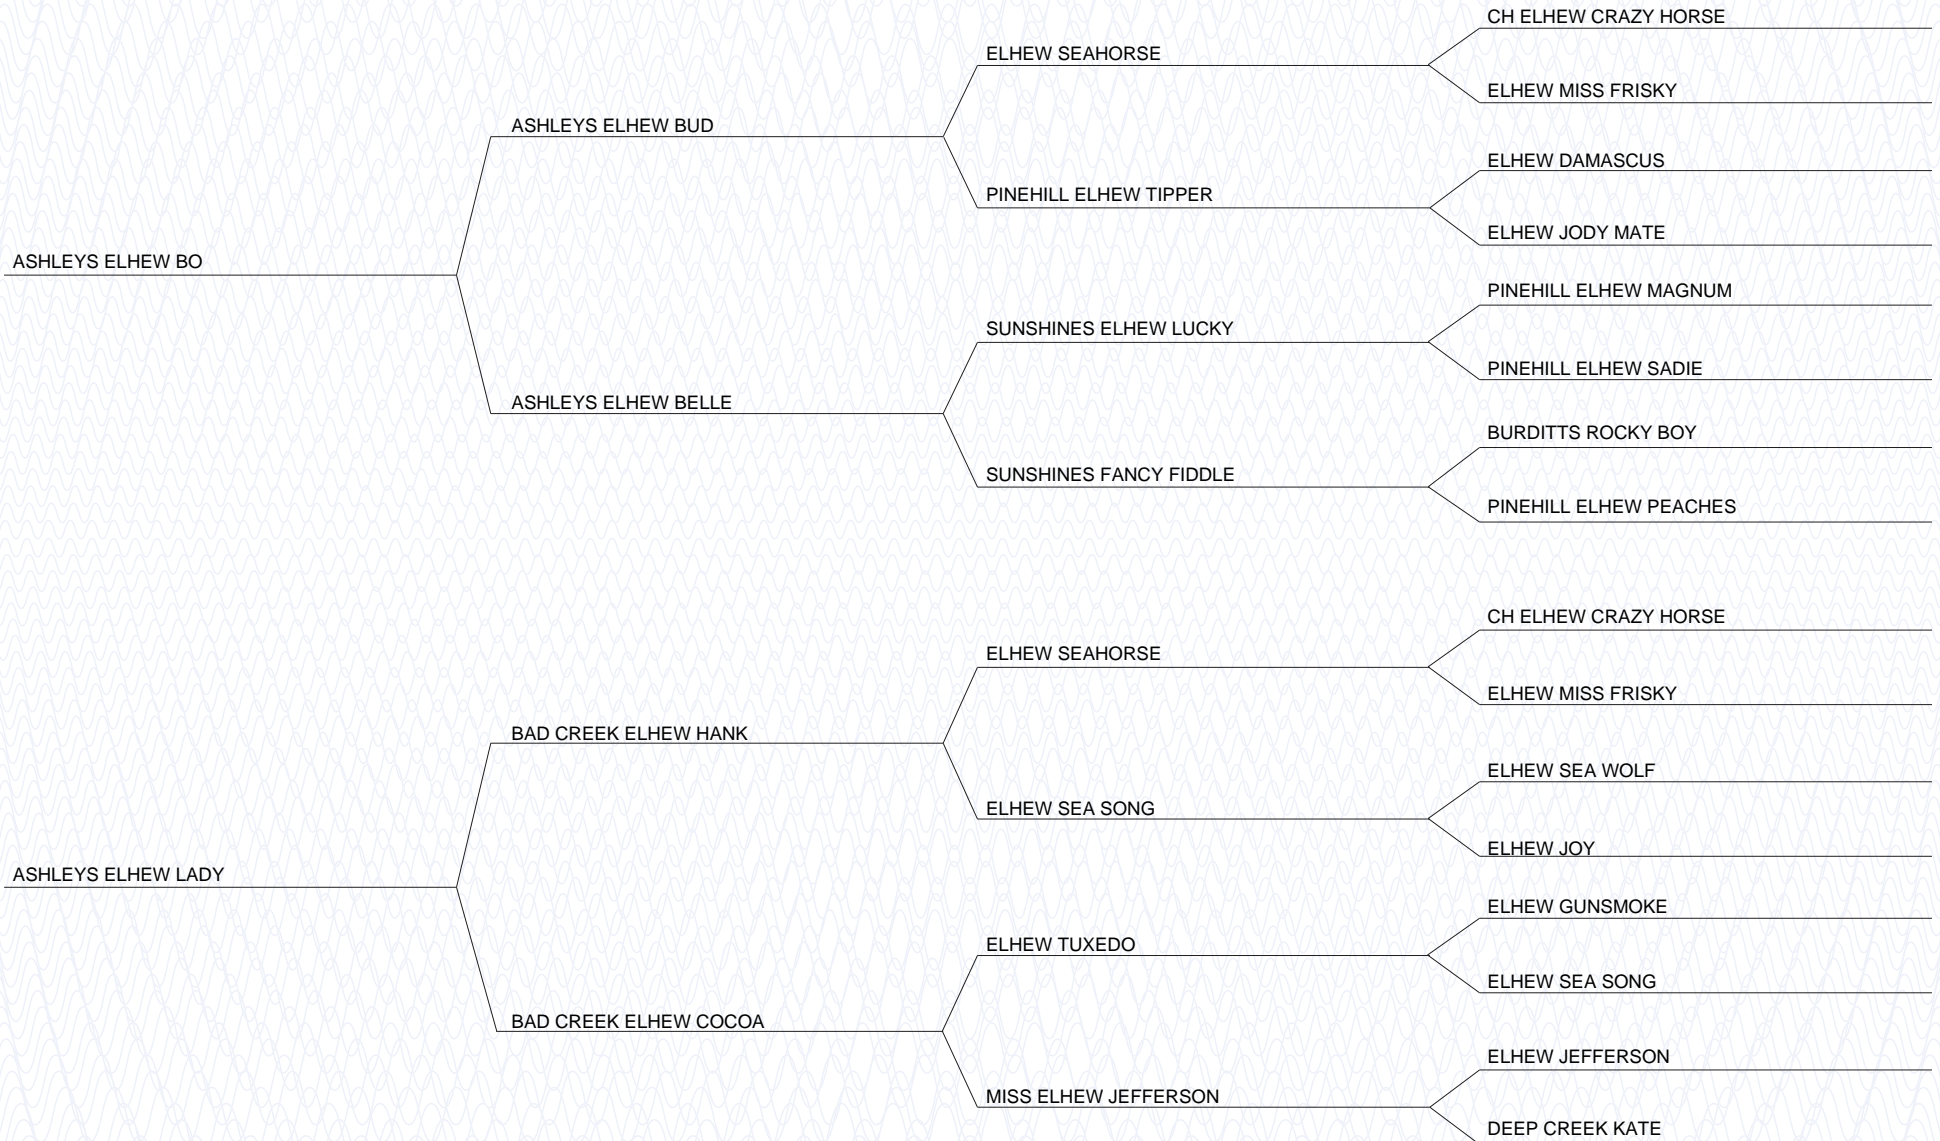 CH ELHEW CRAZY HORSE
ELHEW SEAHORSE
ELHEW MISS FRISKY
ASHLEYS ELHEW BUD
ELHEW DAMASCUS
PINEHILL ELHEW TIPPER
ELHEW JODY MATE
ASHLEYS ELHEW BO
PINEHILL ELHEW MAGNUM
SUNSHINES ELHEW LUCKY
PINEHILL ELHEW SADIE
ASHLEYS ELHEW BELLE
BURDITTS ROCKY BOY
SUNSHINES FANCY FIDDLE
PINEHILL ELHEW PEACHES
CH ELHEW CRAZY HORSE
ELHEW SEAHORSE
ELHEW MISS FRISKY
BAD CREEK ELHEW HANK
ELHEW SEA WOLF
ELHEW SEA SONG
ELHEW JOY
ASHLEYS ELHEW LADY
ELHEW GUNSMOKE
ELHEW TUXEDO
ELHEW SEA SONG
BAD CREEK ELHEW COCOA
ELHEW JEFFERSON
MISS ELHEW JEFFERSON
DEEP CREEK KATE